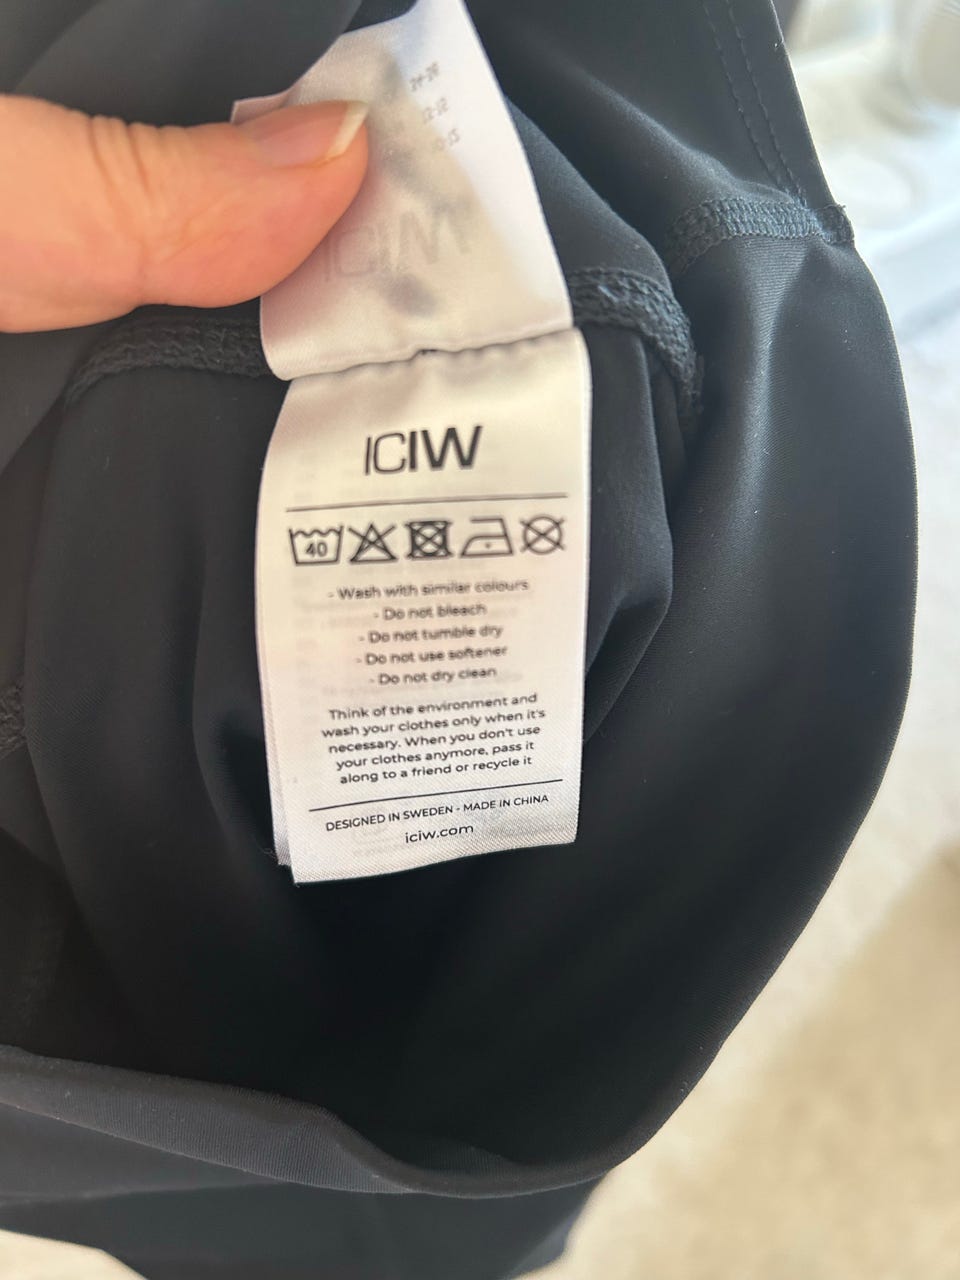 ICIW
40
- Wash with similar colours
- Do not bleach
- Do not tumble dry
- Do not use softener
- Do not dry clean
Think of the environment and
wash your clothes only when it's
necessary. When you don't use
your clothes anymore, pass it
along to a friend or recycle it
DESIGNED IN SWEDEN - MADE IN CHINA
iciw.com